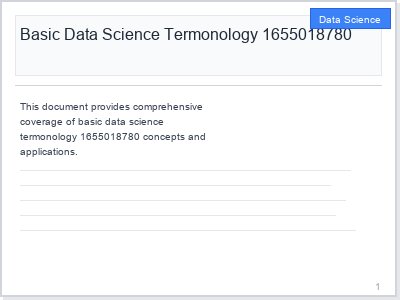 Data Science
Basic Data Science Termonology 1655018780
This document provides comprehensive
coverage of basic data science
termonology 1655018780 concepts and
applications.
1